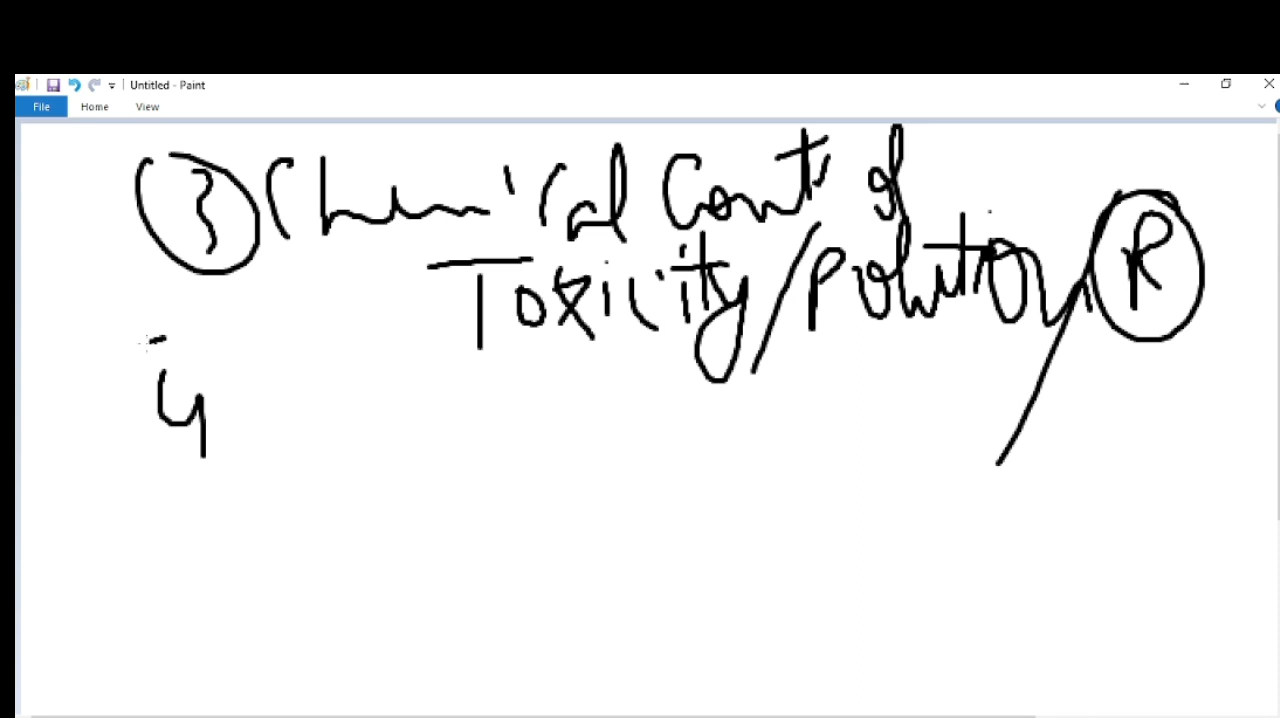 Untitled - Paint
File Home View
3 Chemical Cont of
Toxicity/Pollution/ R
4